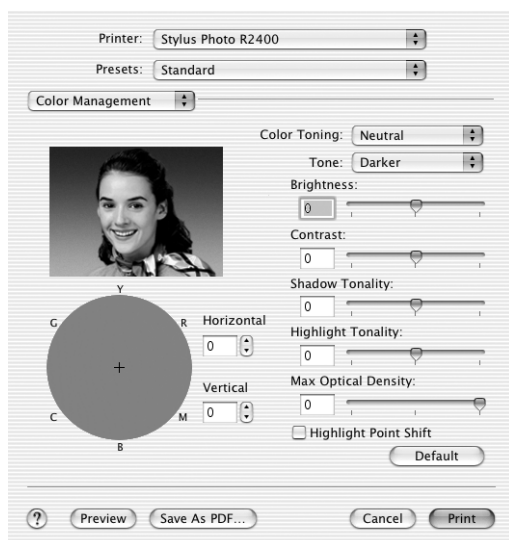 Printer: Stylus Photo R2400
Presets: Standard
Color Management
Color Toning: Neutral
Tone: Darker
Brightness:
0
Contrast:
0
Shadow Tonality:
0
Highlight Tonality:
0
Max Optical Density:
0
Highlight Point Shift
Default
Y
G R
C M
B
Horizontal
0
Vertical
0
? Preview Save As PDF... Cancel Print